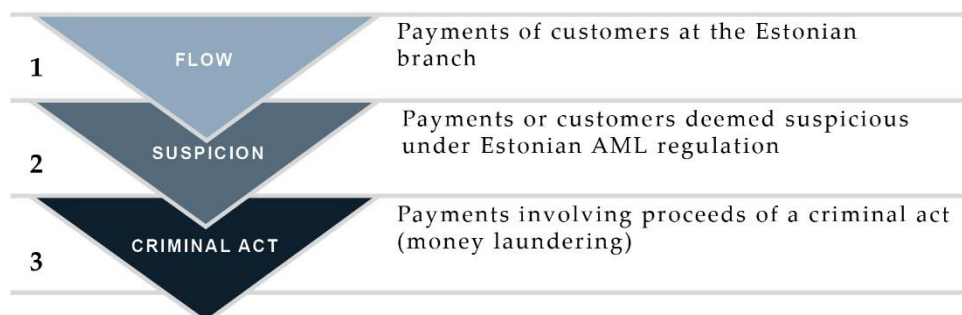 1
FLOW
Payments of customers at the Estonian
branch
2
SUSPICION
Payments or customers deemed suspicious
under Estonian AML regulation
3
CRIMINAL ACT
Payments involving proceeds of a criminal act
(money laundering)